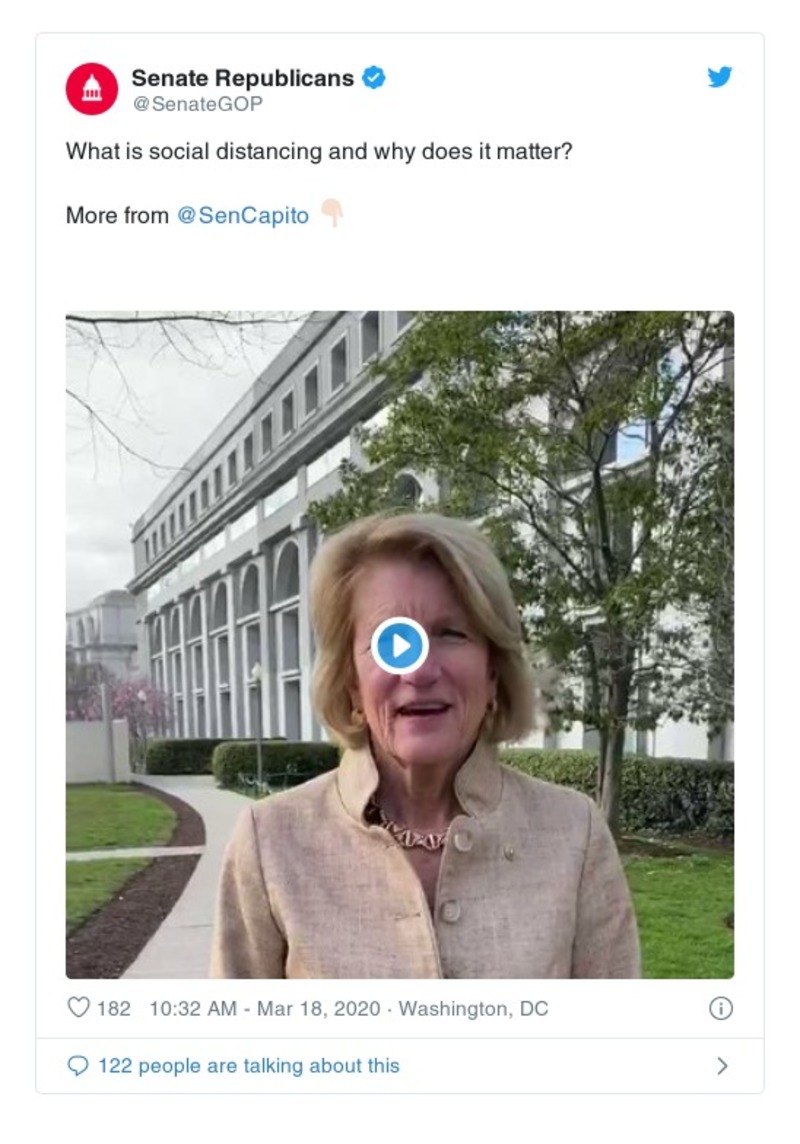 Senate Republicans
@SenateGOP
What is social distancing and why does it matter?
More from @SenCapito 👇🏻
182 10:32 AM - Mar 18, 2020 · Washington, DC
122 people are talking about this